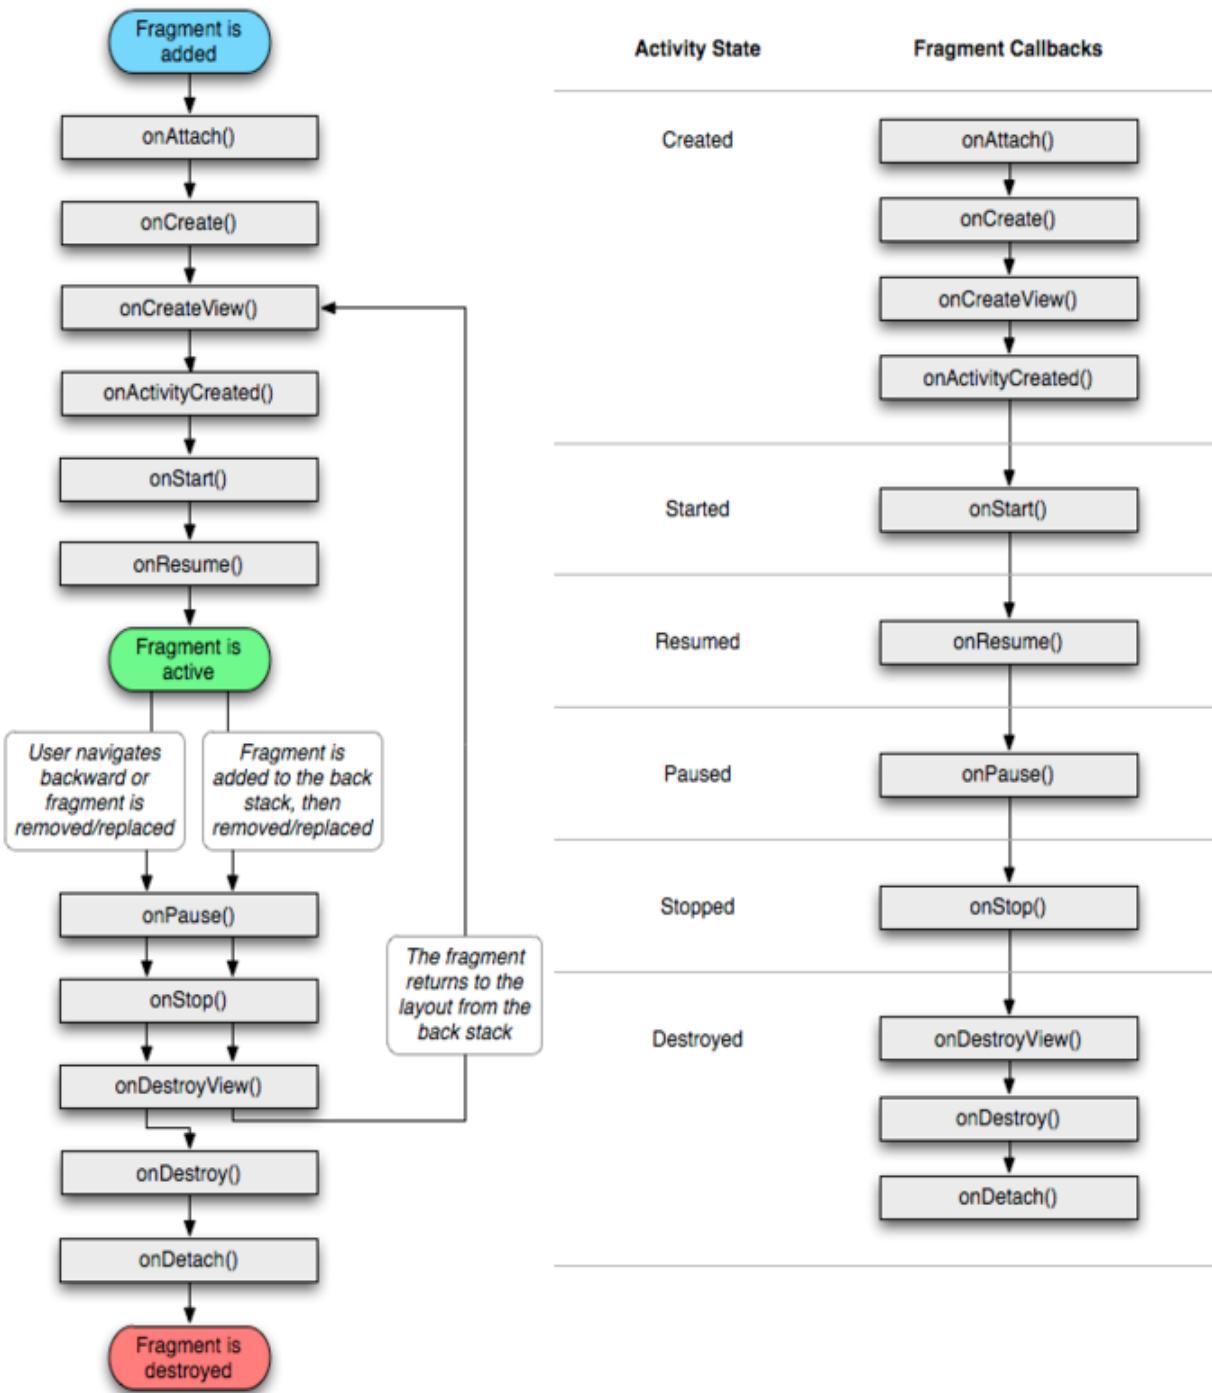 Fragment is
added
onAttach()
onCreate()
onCreateView()
onActivityCreated()
onStart()
onResume()
Fragment is
active
User navigates
backward or
fragment is
removed/replaced
Fragment is
added to the back
stack, then
removed/replaced
onPause()
onStop()
onDestroyView()
The fragment
returns to the
layout from the
back stack
onDestroy()
onDetach()
Fragment is
destroyed
Activity State
Fragment Callbacks
Created
onAttach()
onCreate()
onCreateView()
onActivityCreated()
Started
onStart()
Resumed
onResume()
Paused
onPause()
Stopped
onStop()
Destroyed
onDestroyView()
onDestroy()
onDetach()